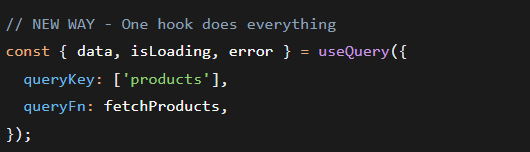 // NEW WAY - One hook does everything
const { data, isLoading, error } = useQuery({
  queryKey: ['products'],
  queryFn: fetchProducts,
});